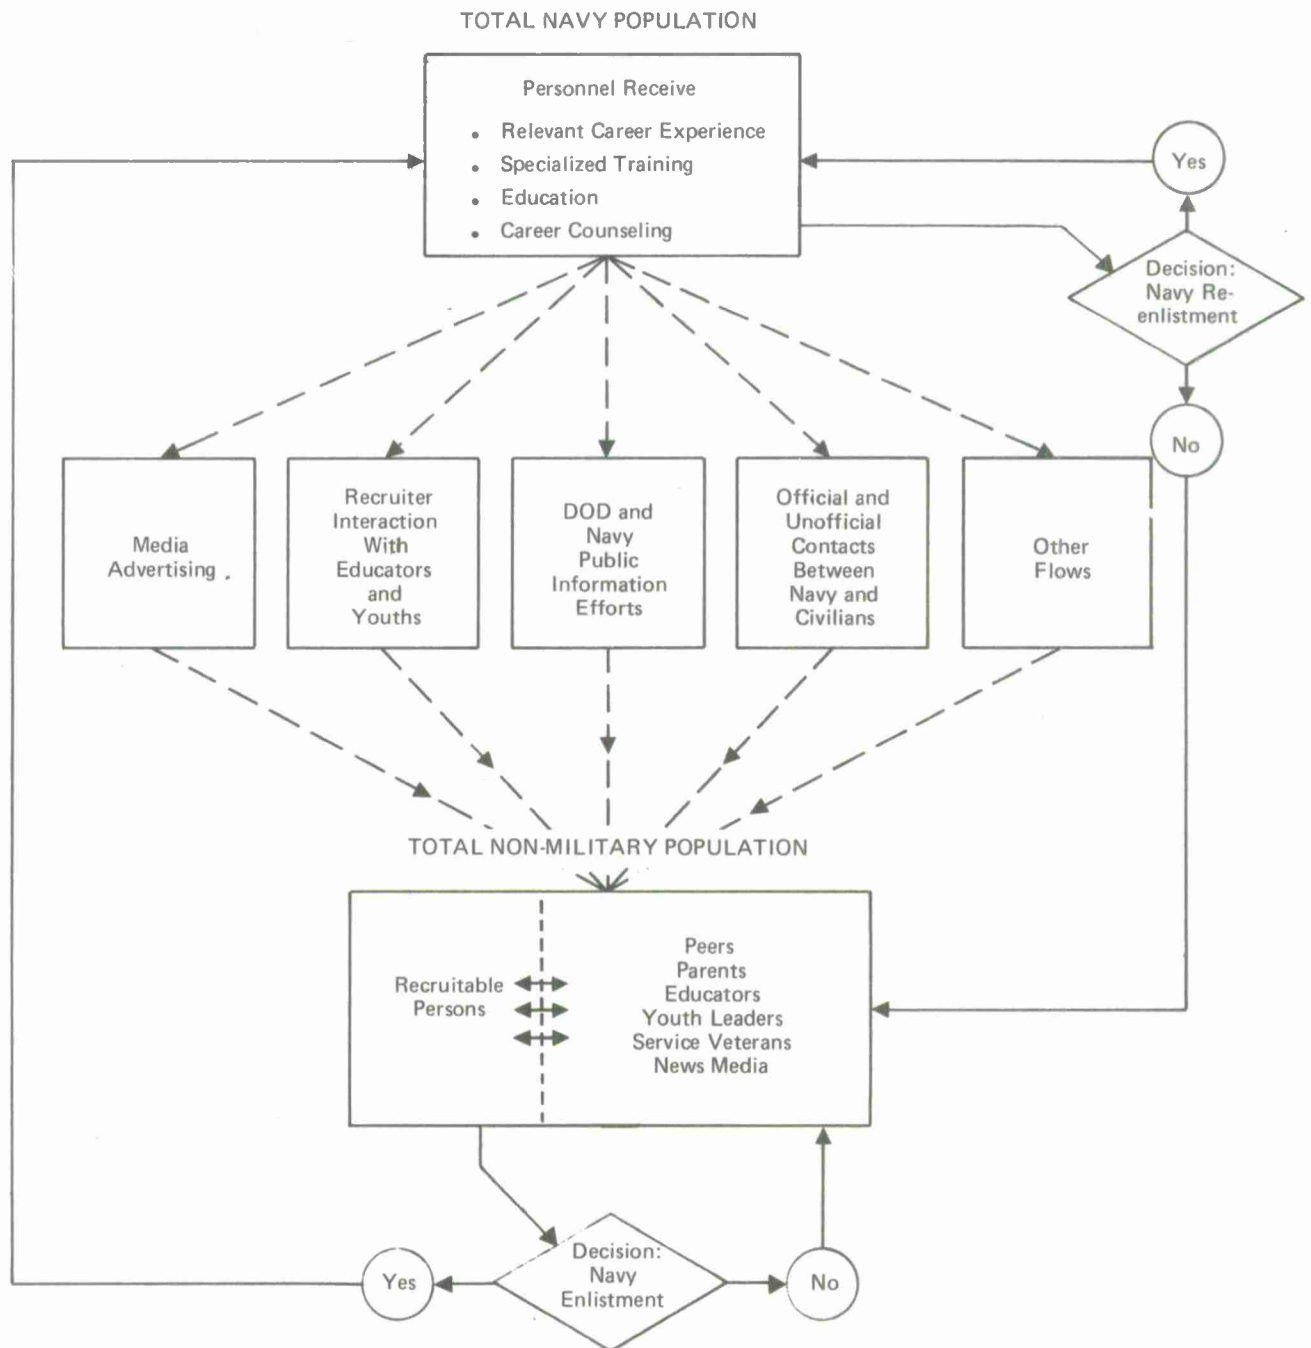 TOTAL NAVY POPULATION
Personnel Receive
• Relevant Career Experience
• Specialized Training
• Education
• Career Counseling
Yes
Decision:
Navy Re-
enlistment
No
Media
Advertising
Recruiter
Interaction
With
Educators
and
Youths
DOD and
Navy
Public
Information
Efforts
Official and
Unofficial
Contacts
Between
Navy and
Civilians
Other
Flows
TOTAL NON-MILITARY POPULATION
Recruitable
Persons
Peers
Parents
Educators
Youth Leaders
Service Veterans
News Media
Yes
Decision:
Navy
Enlistment
No